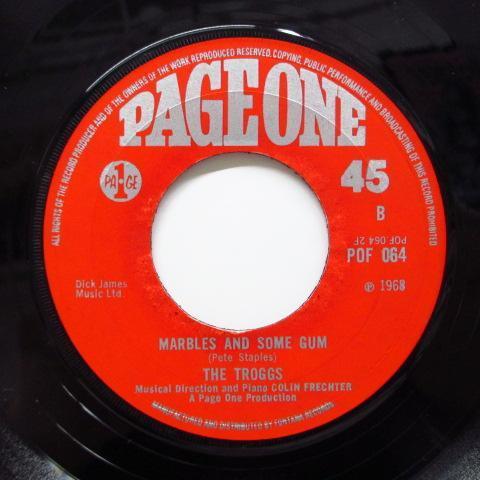 ALL RIGHTS OF THE RECORD PRODUCER AND OF THE OWNERS OF THE WORK REPRODUCED RESERVED. COPYING, PUBLIC PERFORMANCE AND BROADCASTING OF THIS RECORD PROHIBITED
PAGE ONE
1
PA-GE
45
B
POF.064 2F
POF 064
Dick James
Music Ltd.
℗ 1968
MARBLES AND SOME GUM
(Pete Staples)
THE TROGGS
Musical Direction and Piano COLIN FRECHTER
A Page One Production
MANUFACTURED AND DISTRIBUTED BY FONTANA RECORDS